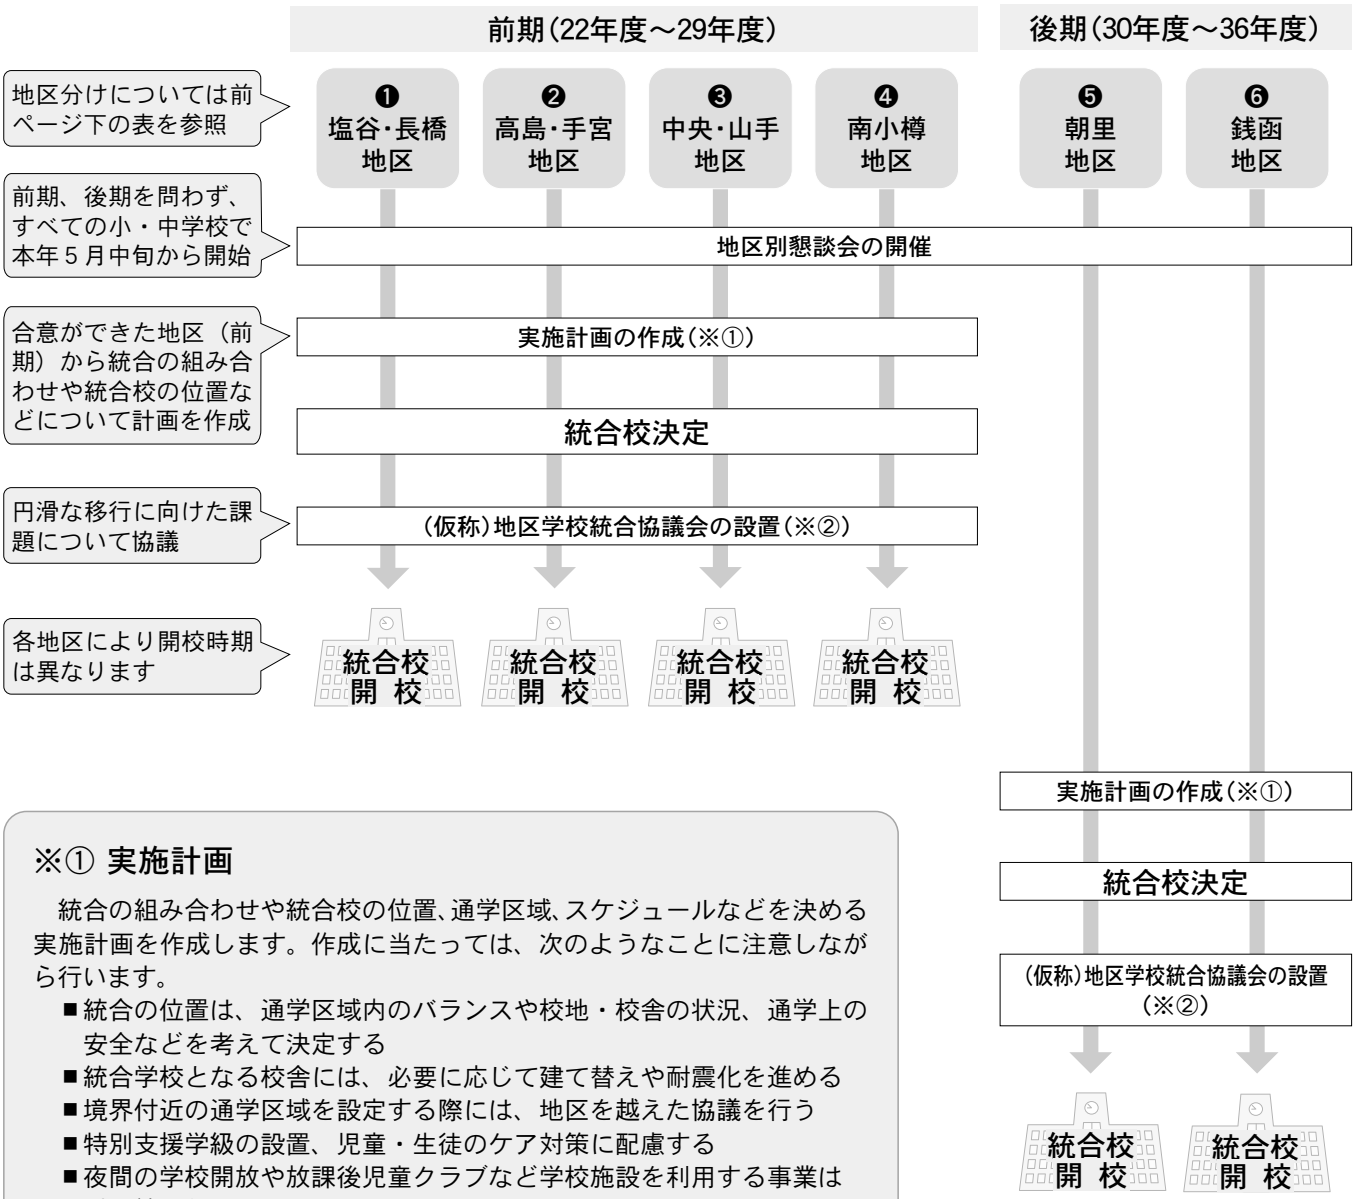 前期(22年度～29年度)
後期(30年度～36年度)
地区分けについては前
ページ下の表を参照
❶
塩谷・長橋
地区
❷
高島・手宮
地区
❸
中央・山手
地区
❹
南小樽
地区
❺
朝里
地区
❻
銭函
地区
前期、後期を問わず、
すべての小・中学校で
本年５月中旬から開始
地区別懇談会の開催
合意ができた地区（前
期）から統合の組み合
わせや統合校の位置な
どについて計画を作成
実施計画の作成(※①)
統合校決定
円滑な移行に向けた課
題について協議
(仮称)地区学校統合協議会の設置(※②)
各地区により開校時期
は異なります
統合校
開 校
統合校
開 校
統合校
開 校
統合校
開 校
実施計画の作成(※①)
統合校決定
(仮称)地区学校統合協議会の設置
(※②)
統合校
開 校
統合校
開 校
※① 実施計画
統合の組み合わせや統合校の位置、通学区域、スケジュールなどを決める
実施計画を作成します。作成に当たっては、次のようなことに注意しなが
ら行います。
■統合の位置は、通学区域内のバランスや校地・校舎の状況、通学上の
安全などを考えて決定する
■統合学校となる校舎には、必要に応じて建て替えや耐震化を進める
■境界付近の通学区域を設定する際には、地区を越えた協議を行う
■特別支援学級の設置、児童・生徒のケア対策に配慮する
■夜間の学校開放や放課後児童クラブなど学校施設を利用する事業は